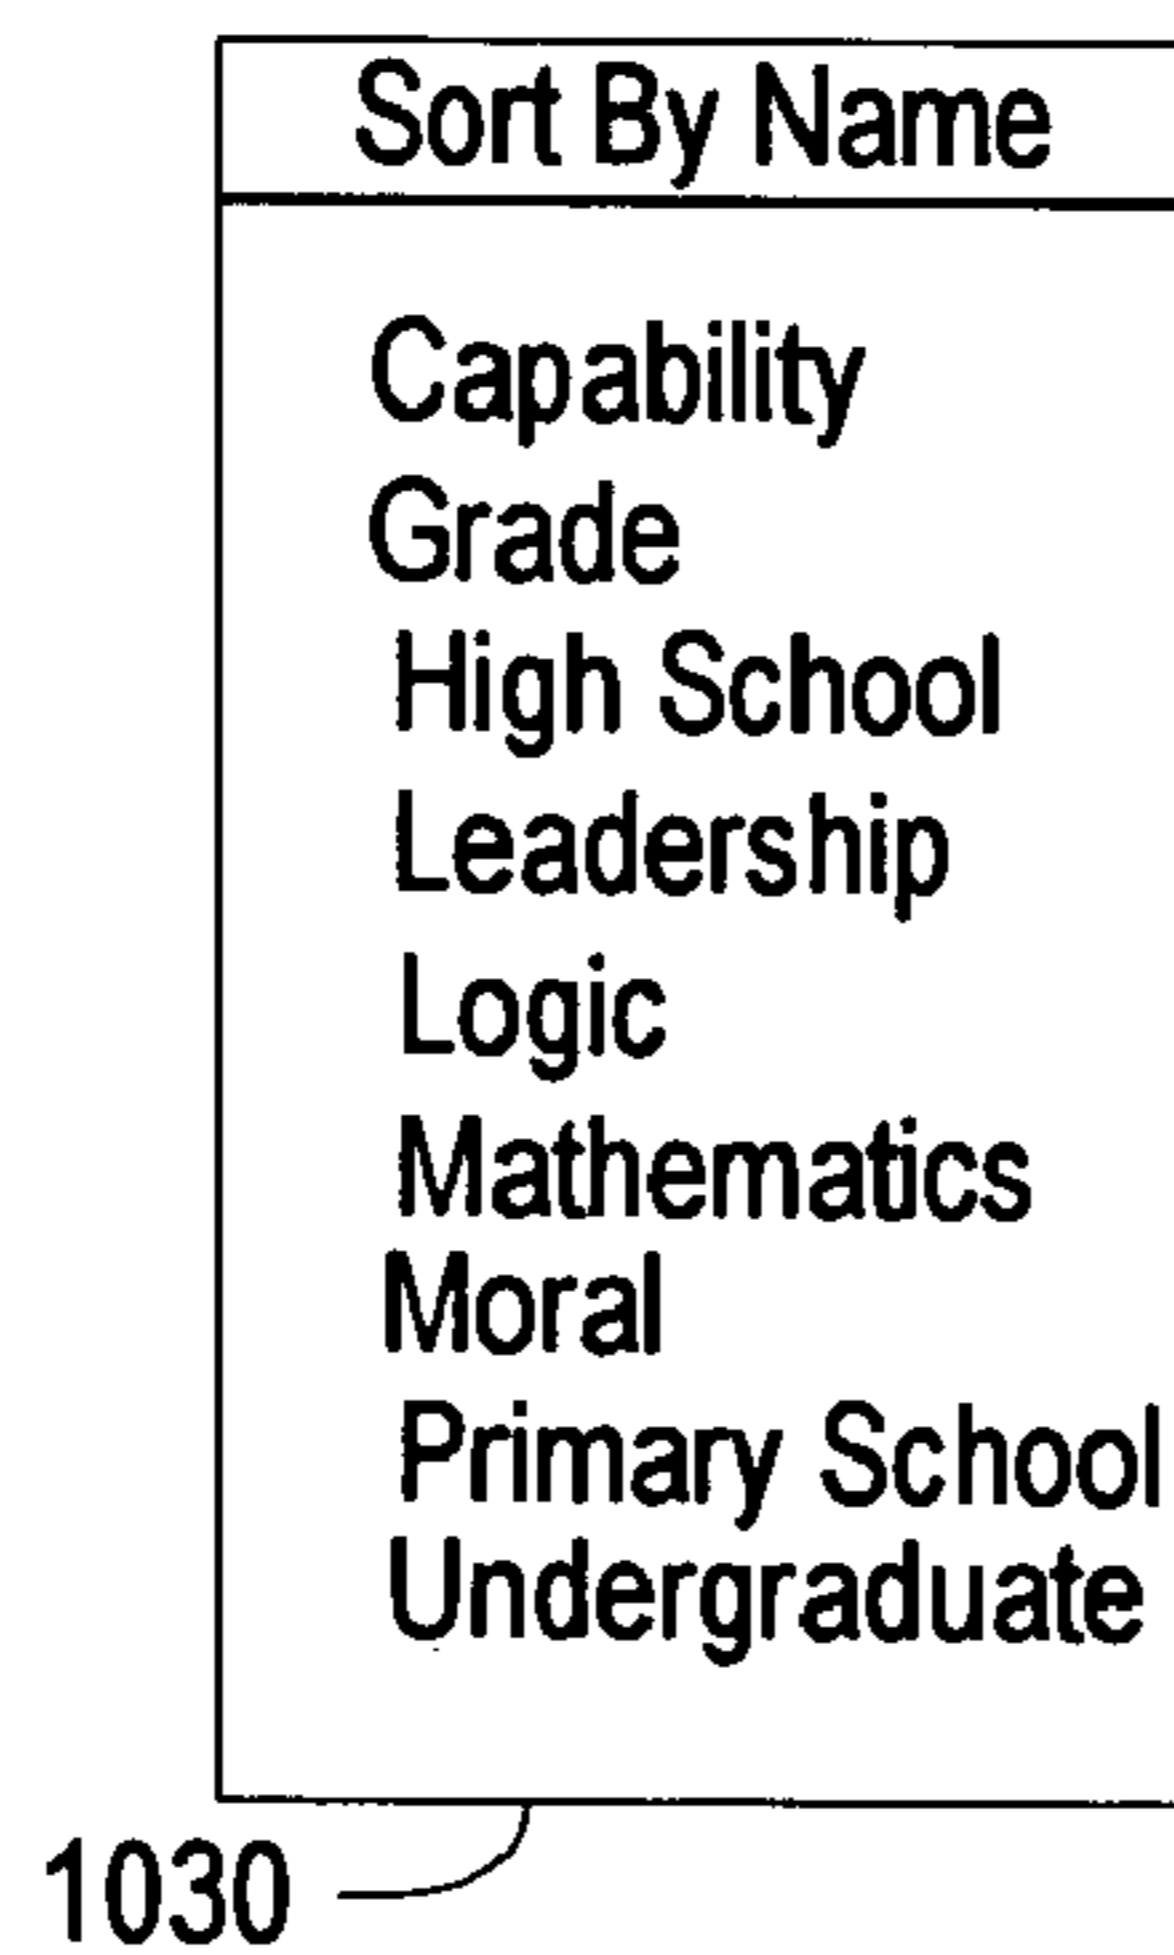 Sort By Name
Capability
Grade
High School
Leadership
Logic
Mathematics
Moral
Primary School
Undergraduate
1030